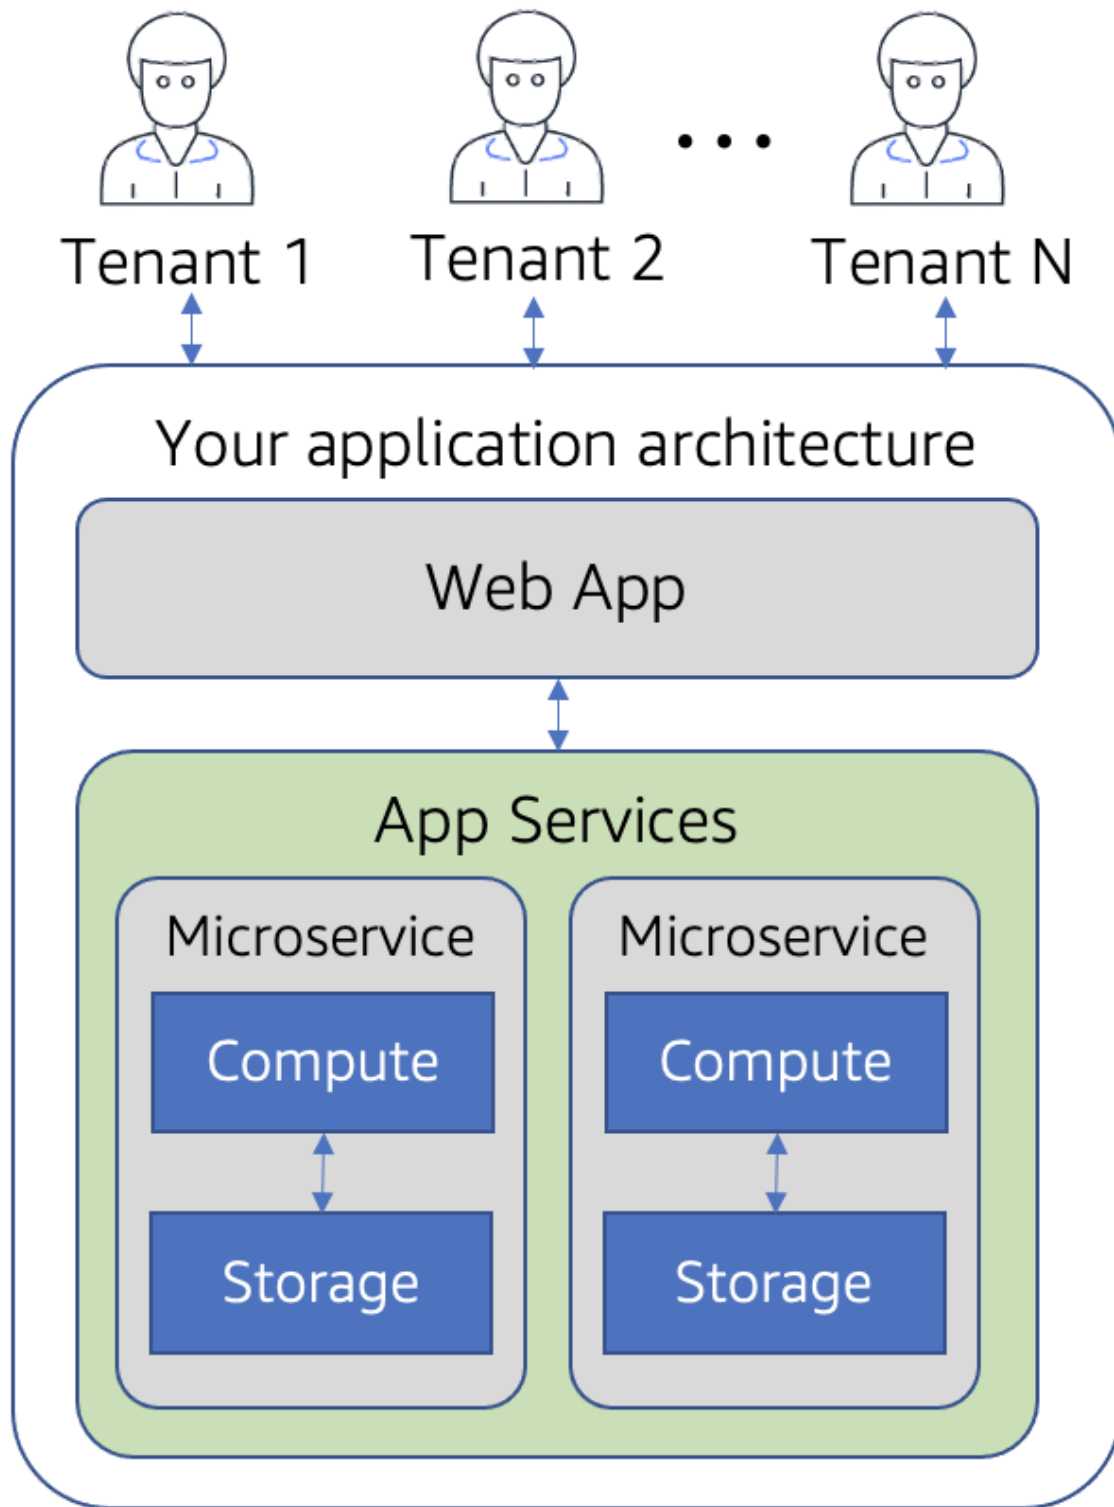 Tenant 1
Tenant 2
Tenant N
Your application architecture
Web App
App Services
Microservice
Microservice
Compute
Compute
Storage
Storage